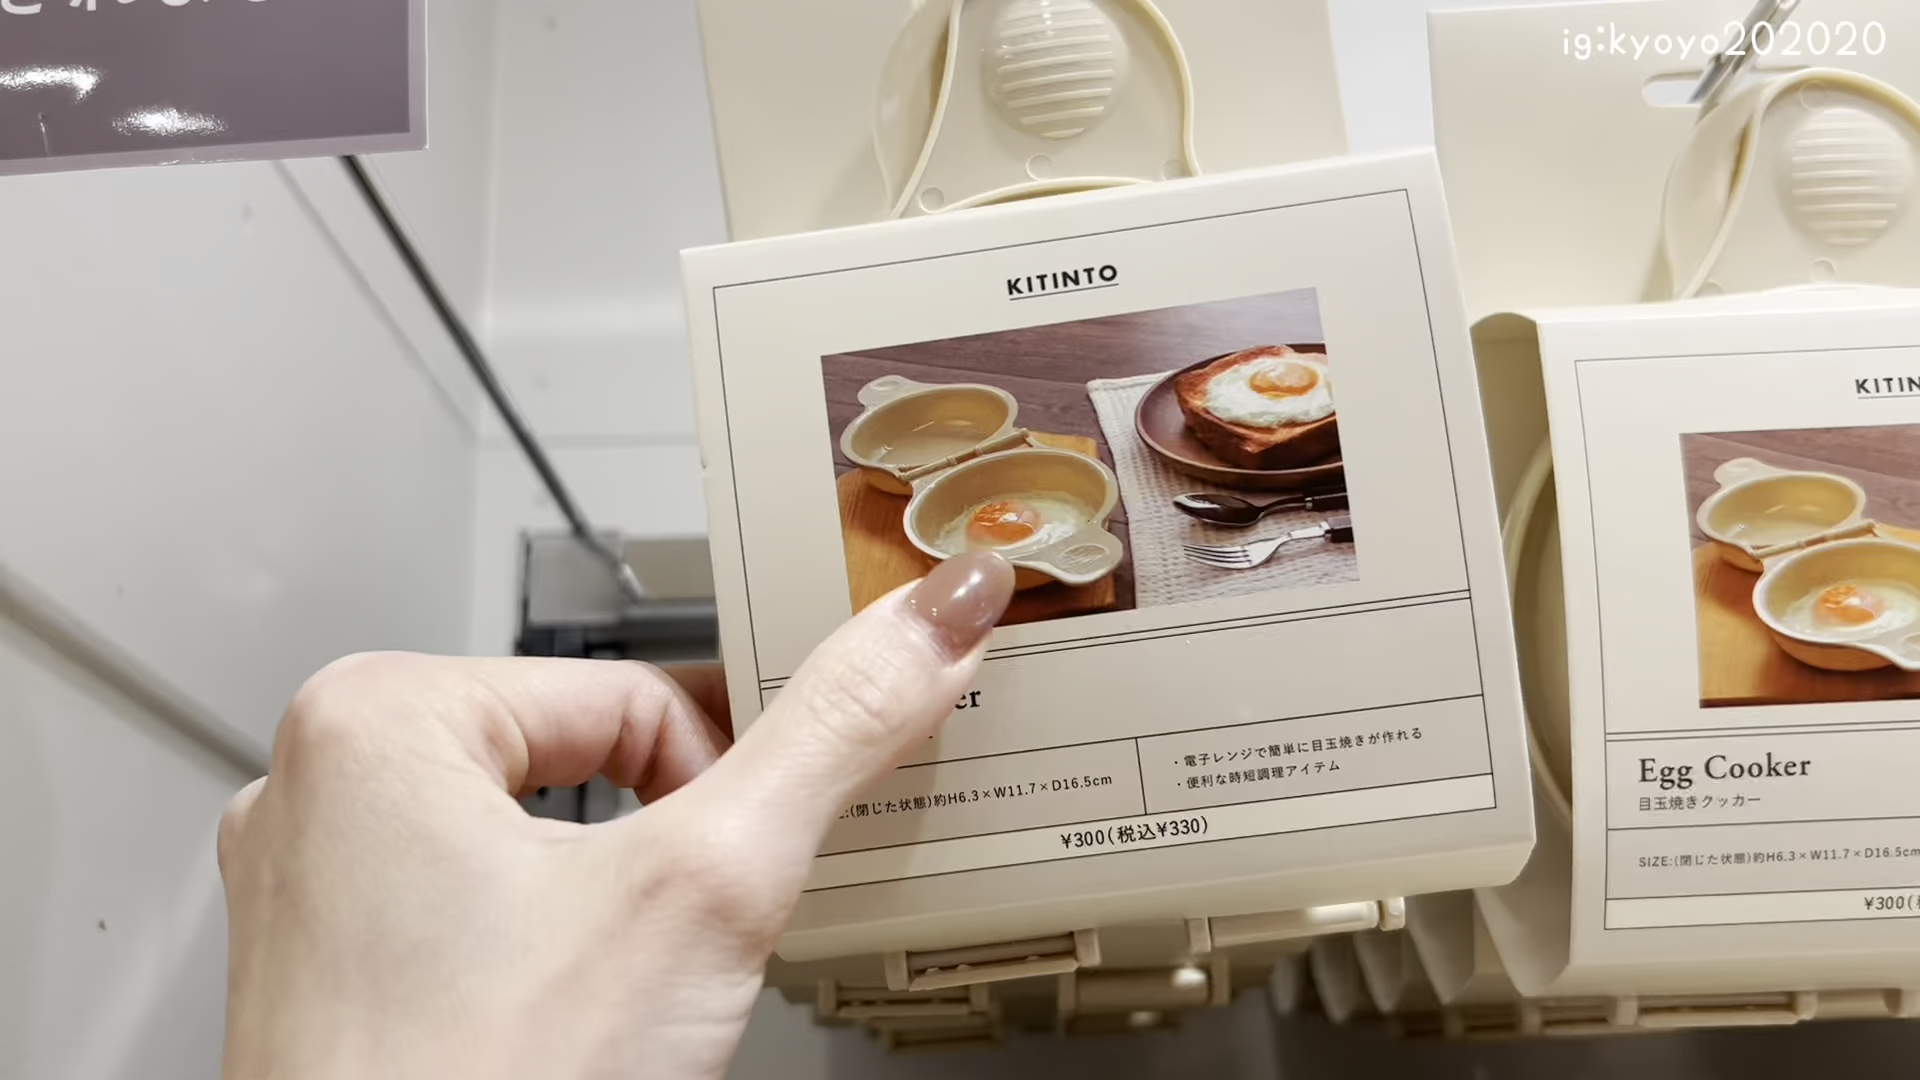 ig:kyoyo202020
KITINTO
er
・電子レンジで簡単に目玉焼きが作れる
・便利な時短調理アイテム
:(閉じた状態)約H6.3×W11.7×D16.5cm
¥300(税込¥330)
KITIN
Egg Cooker
目玉焼きクッカー
SIZE:(閉じた状態)約H6.3×W11.7×D16.5cm
¥300(